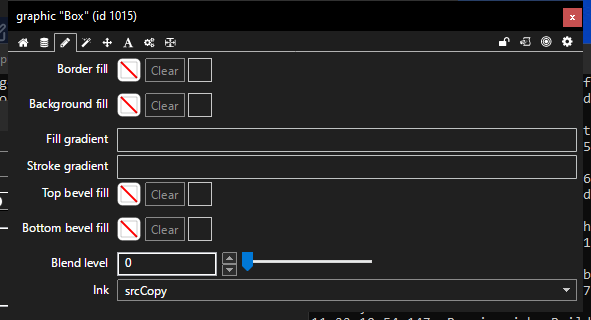 graphic "Box" (id 1015)
x
A
Border fill
Clear
Background fill
Clear
Fill gradient
Stroke gradient
Top bevel fill
Clear
Bottom bevel fill
Clear
Blend level
0
Ink
srcCopy